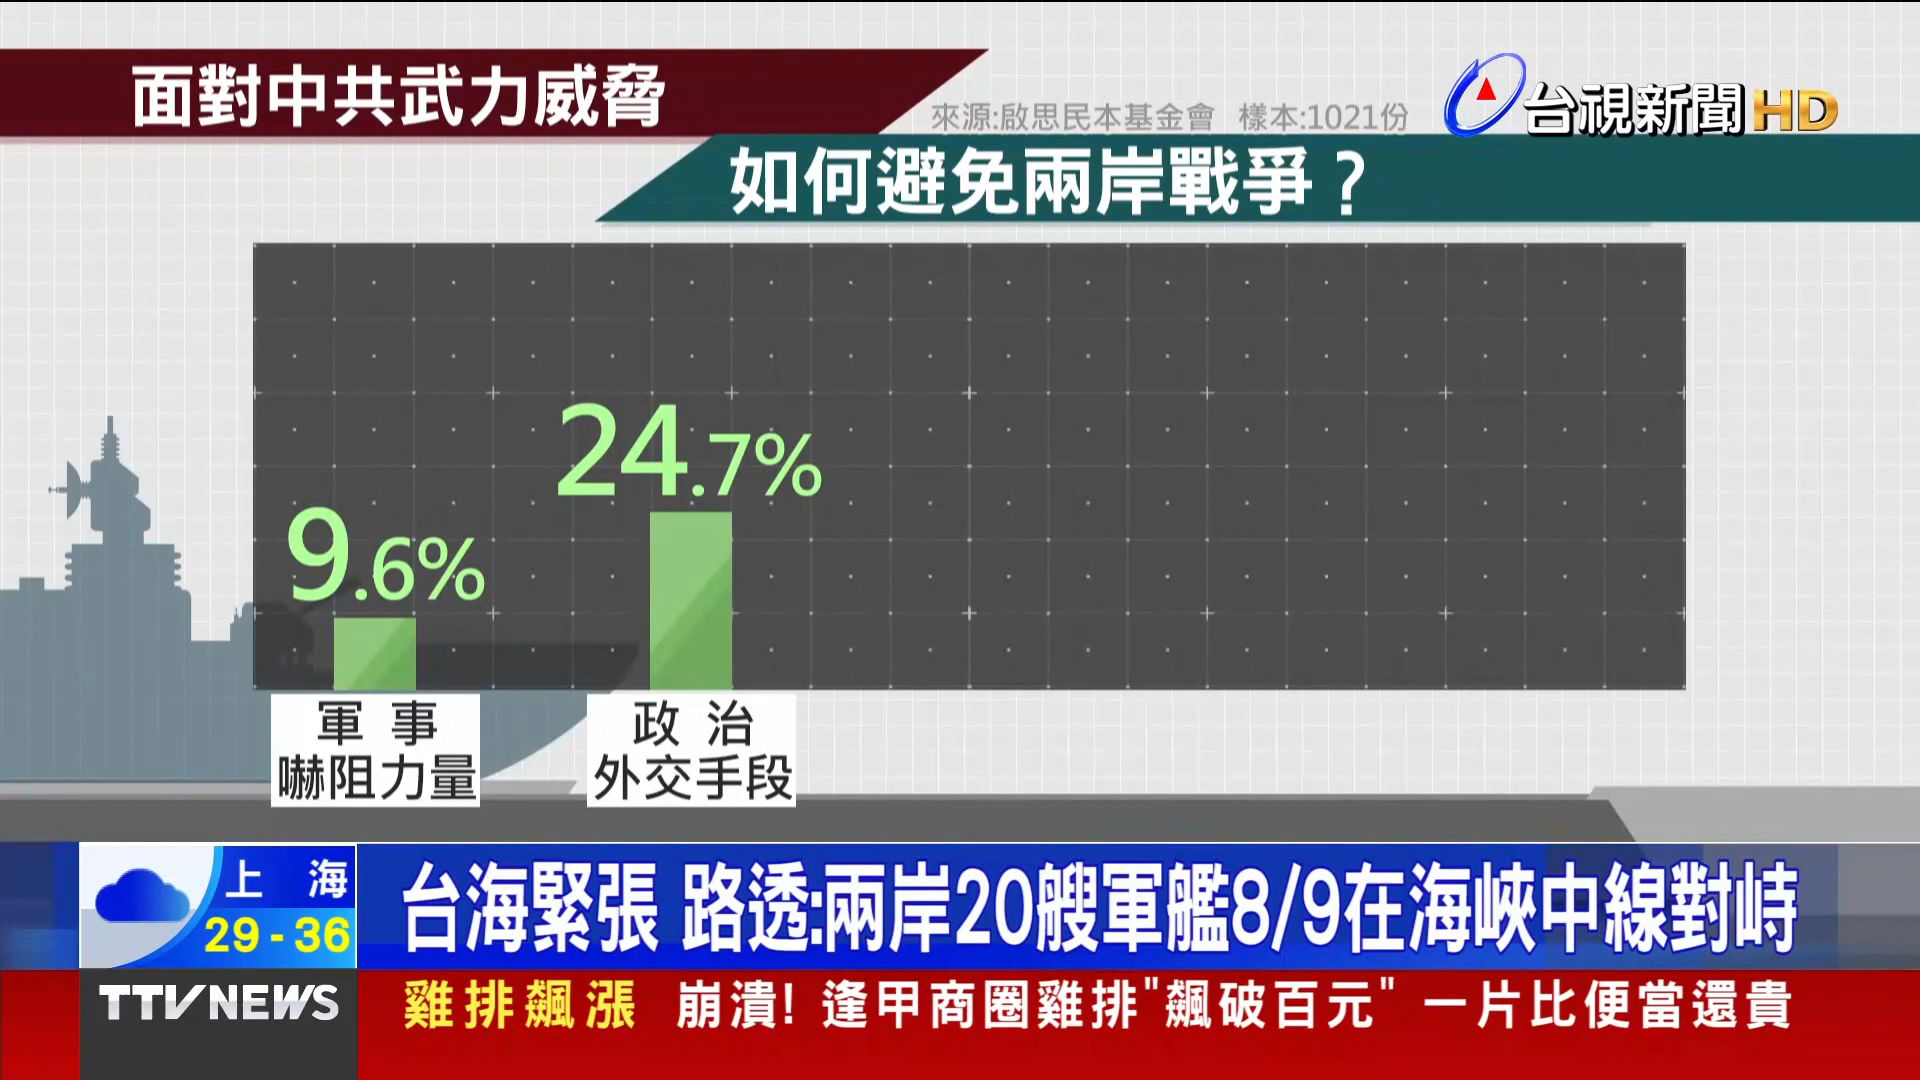 面對中共武力威脅
來源:啟思民本基金會 樣本:1021份
台視新聞HD
如何避免兩岸戰爭？
24.7%
9.6%
軍事
嚇阻力量
政治
外交手段
上海
29-36
台海緊張 路透:兩岸20艘軍艦8/9在海峽中線對峙
TTV NEWS
雞排飆漲 崩潰! 逢甲商圈雞排"飆破百元" 一片比便當還貴